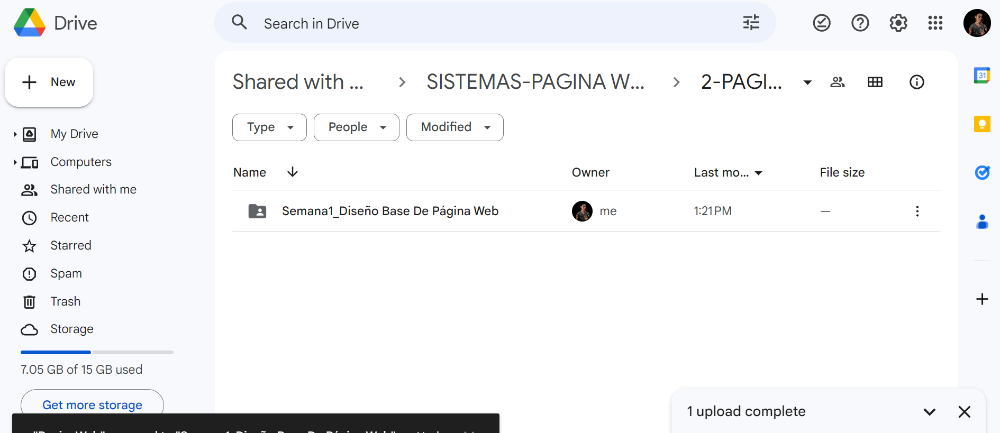 Drive
Search in Drive
New
My Drive
Computers
Shared with me
Recent
Starred
Spam
Trash
Storage
7.05 GB of 15 GB used
Get more storage
Shared with ... SISTEMAS-PAGINA W... 2-PAGI...
Type People Modified
Name Owner Last mo... File size
Semana1_Diseño Base De Página Web me 1:21 PM —
31
1 upload complete